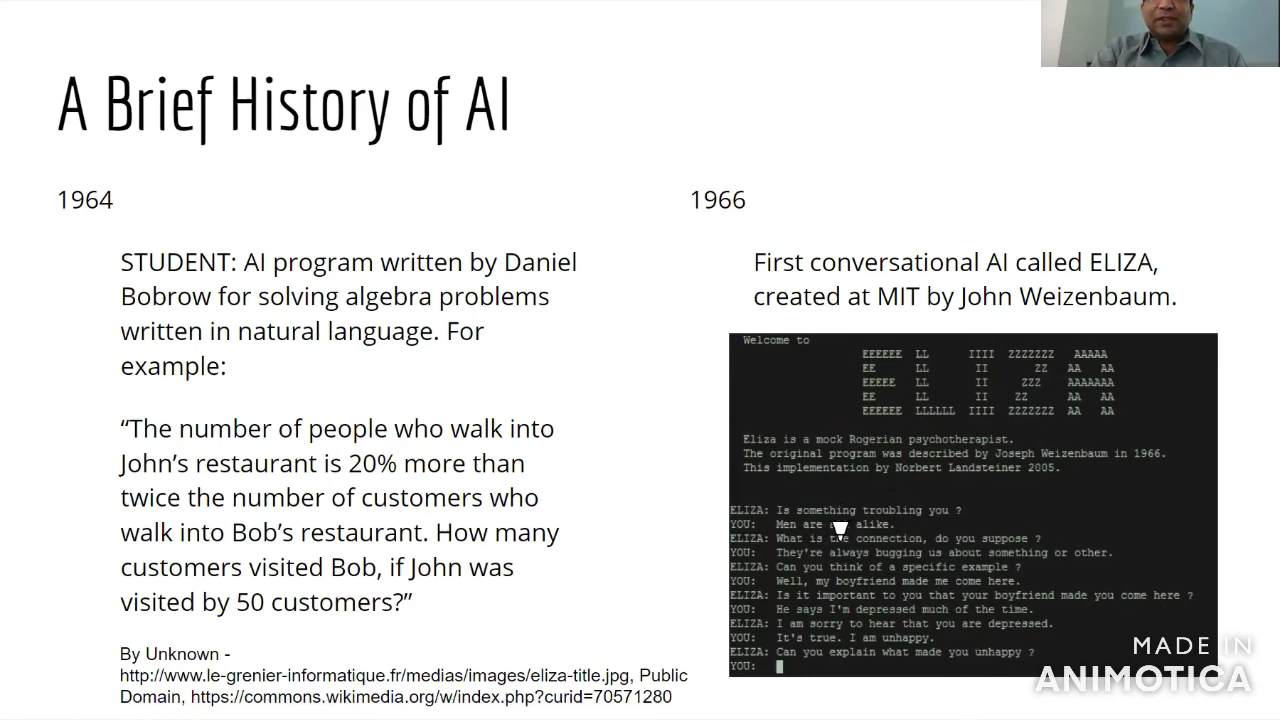 A Brief History of AI
1964
STUDENT: AI program written by Daniel
Bobrow for solving algebra problems
written in natural language. For
example:
“The number of people who walk into
John’s restaurant is 20% more than
twice the number of customers who
walk into Bob’s restaurant. How many
customers visited Bob, if John was
visited by 50 customers?”
By Unknown -
http://www.le-grenier-informatique.fr/medias/images/eliza-title.jpg, Public
Domain, https://commons.wikimedia.org/w/index.php?curid=70571280
1966
First conversational AI called ELIZA,
created at MIT by John Weizenbaum.
Welcome to
EEEEEE LL IIII ZZZZZZZ AAAAA
EE LL II ZZ AA AA
EEEEE LL II ZZZ AAAAAAA
EE LL II ZZ AA AA
EEEEEE LLLLLL IIII ZZZZZZZ AA AA
Eliza is a mock Rogerian psychotherapist.
The original program was described by Joseph Weizenbaum in 1966.
This implementation by Norbert Landsteiner 2005.
ELIZA: Is something troubling you ?
YOU: Men are alike.
ELIZA: What is the connection, do you suppose ?
YOU: They're always bugging us about something or other.
ELIZA: Can you think of a specific example ?
YOU: Well, my boyfriend made me come here.
ELIZA: Is it important to you that your boyfriend made you come here ?
YOU: He says I'm depressed much of the time.
ELIZA: I am sorry to hear that you are depressed.
YOU: It's true. I am unhappy.
ELIZA: Can you explain what made you unhappy ?
YOU:
MADE IN
ANIMOTICA